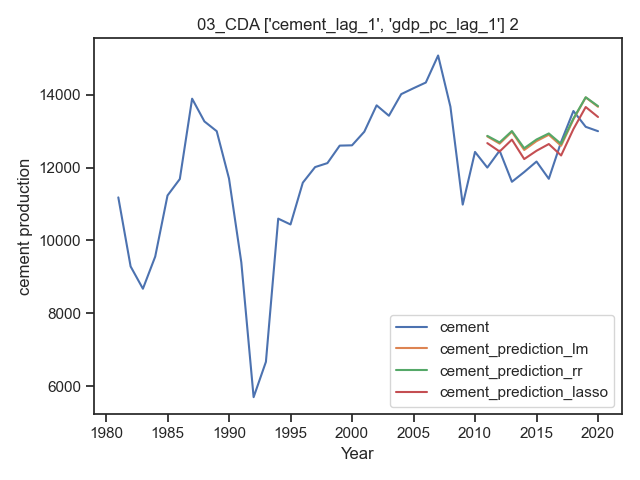 03_CDA ['cement_lag_1', 'gdp_pc_lag_1'] 2
cement production
14000
12000
10000
8000
6000
1980
1985
1990
1995
2000
2005
2010
2015
2020
Year
cement
cement_prediction_lm
cement_prediction_rr
cement_prediction_lasso